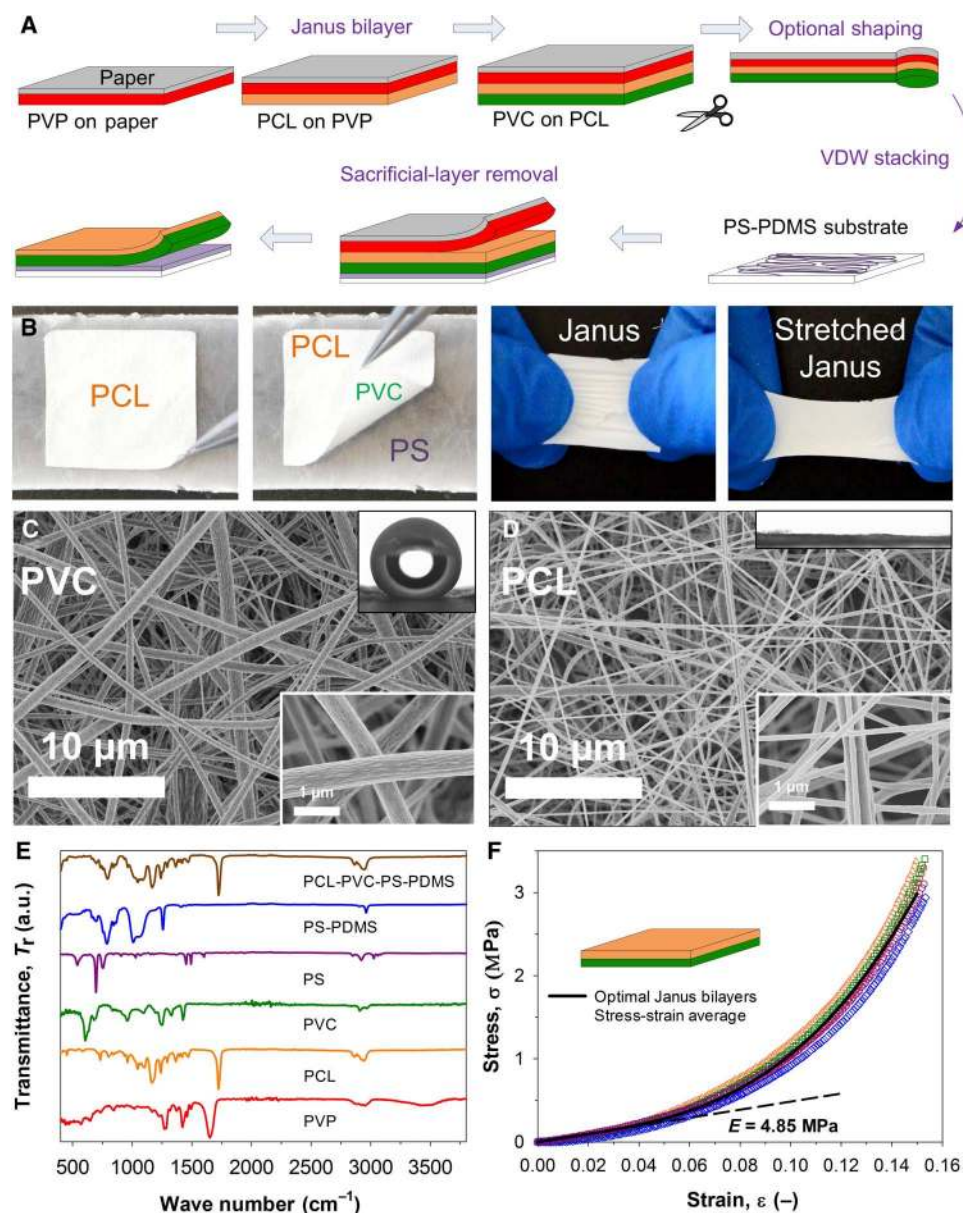 A
Janus bilayer
Optional shaping
Paper
PVP on paper
PCL on PVP
PVC on PCL
VDW stacking
Sacrificial-layer removal
PS-PDMS substrate
B
PCL
PCL
PVC
PS
Janus
Stretched
Janus
C
PVC
10 μm
1 μm
D
PCL
10 μm
1 μm
E
Transmittance, Tr (a.u.)
PCL-PVC-PS-PDMS
PS-PDMS
PS
PVC
PCL
PVP
500 1000 1500 2000 2500 3000 3500
Wave number (cm⁻¹)
F
Stress, σ (MPa)
3
2
1
0
Optimal Janus bilayers
Stress-strain average
E = 4.85 MPa
0.00 0.02 0.04 0.06 0.08 0.10 0.12 0.14 0.16
Strain, ε (–)